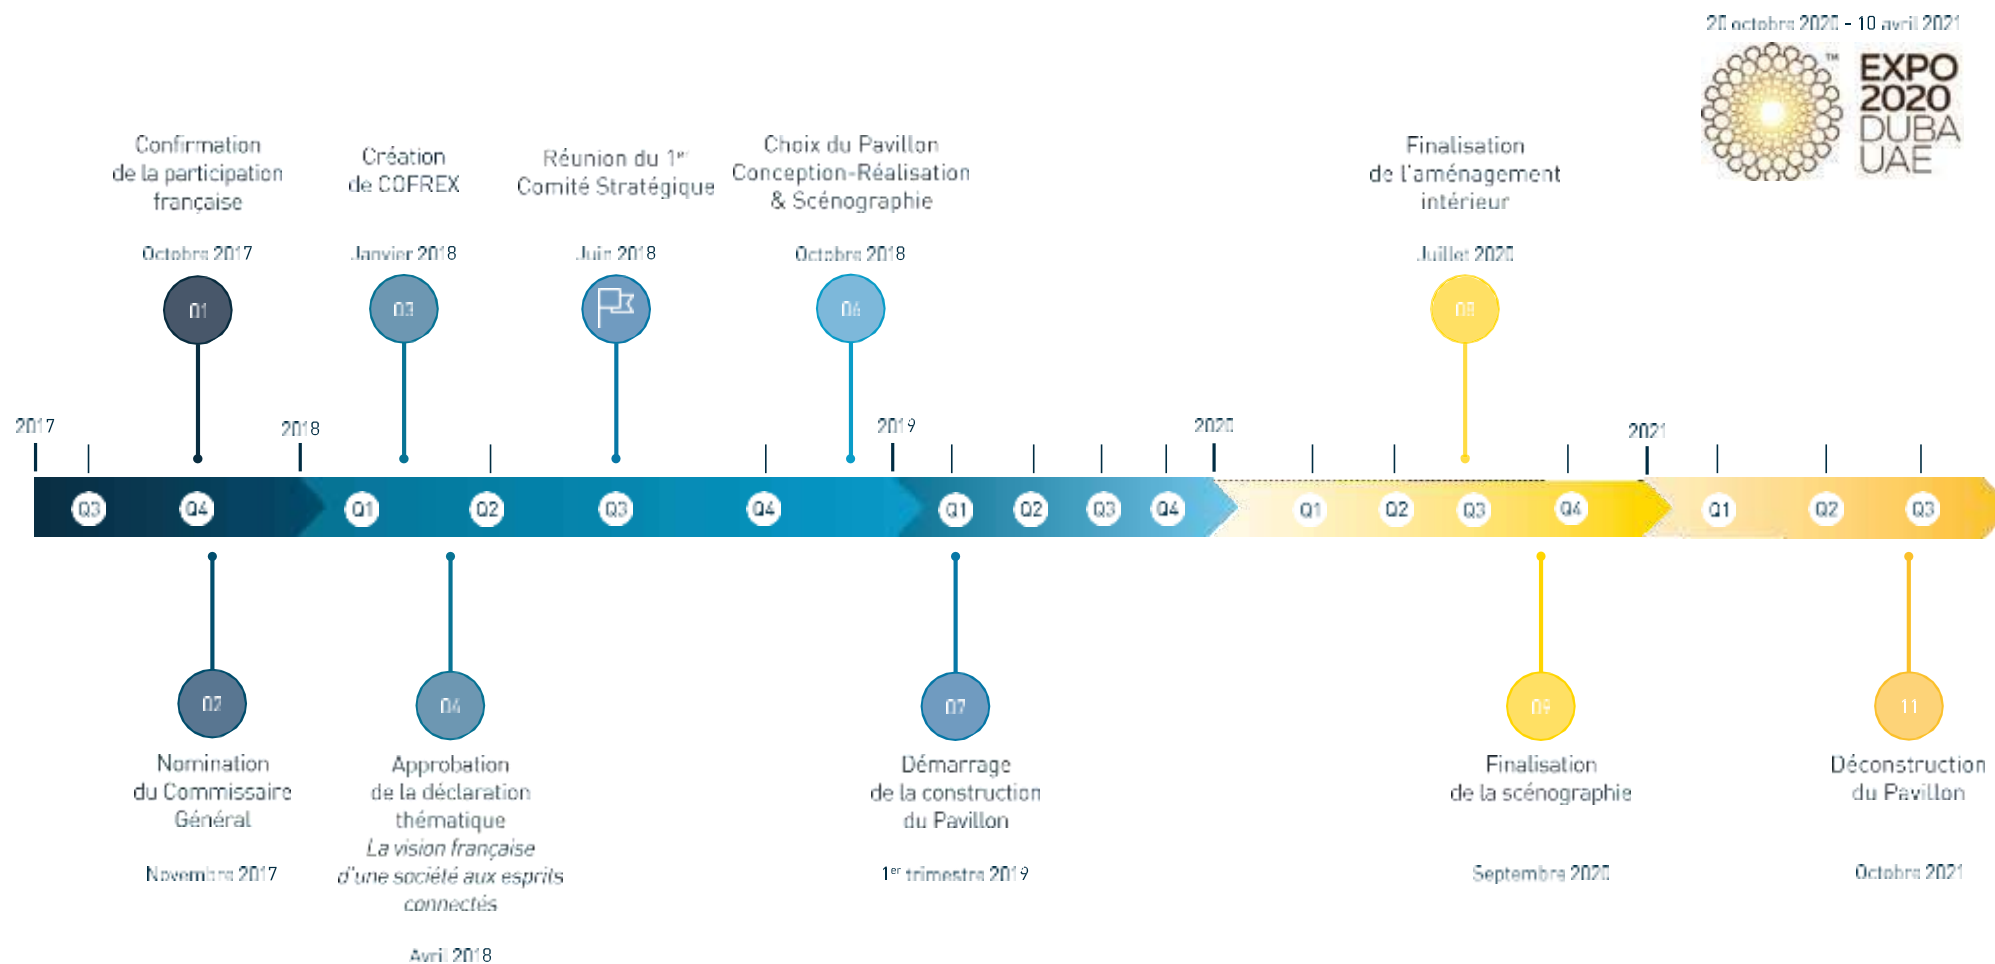 20 octobre 2020 - 10 avril 2021
EXPO
2020
DUBA
UAE
TM
Confirmation
de la participation
française
Octobre 2017
Création
de COFREX
Janvier 2018
Réunion du 1er
Comité Stratégique
Juin 2018
Choix du Pavillon
Conception-Réalisation
& Scénographie
Octobre 2018
Finalisation
de l'aménagement
intérieur
Juillet 2020
01
03
06
08
2017
2018
2019
2020
2021
Q3
Q4
Q1
Q2
Q3
Q4
Q1
Q2
Q3
Q4
Q1
Q2
Q3
Q4
Q1
Q2
Q3
02
04
07
09
11
Nomination
du Commissaire
Général
Novembre 2017
Approbation
de la déclaration
thématique
La vision française
d'une société aux esprits
connectés
Avril 2018
Démarrage
de la construction
du Pavillon
1er trimestre 2019
Finalisation
de la scénographie
Septembre 2020
Déconstruction
du Pavillon
Octobre 2021